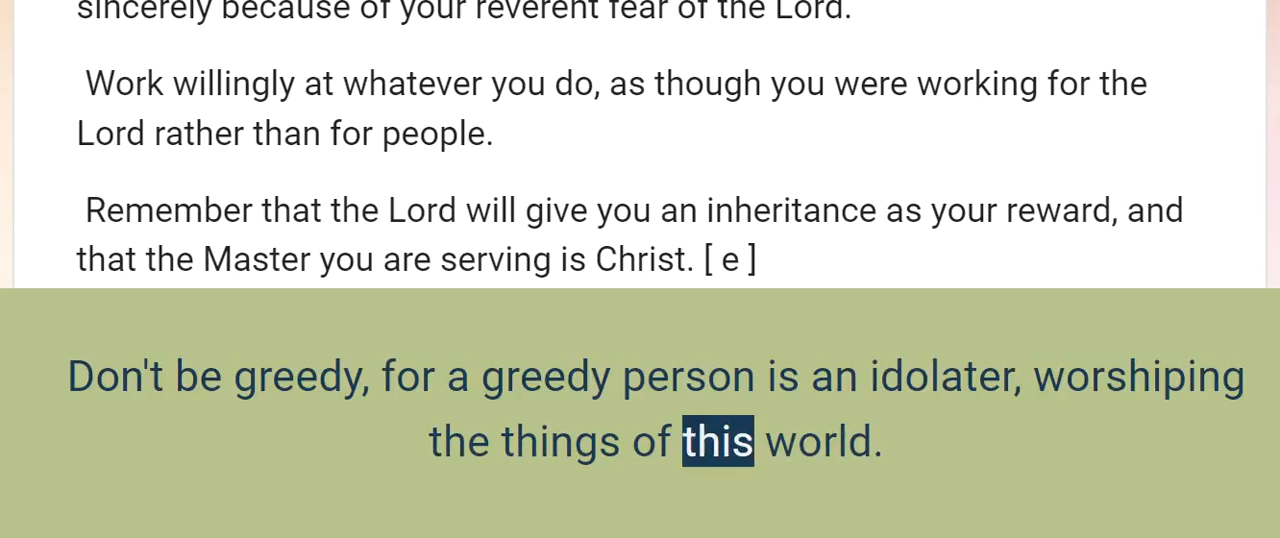 sincerely because of your reverent fear of the Lord.
Work willingly at whatever you do, as though you were working for the
Lord rather than for people.
Remember that the Lord will give you an inheritance as your reward, and
that the Master you are serving is Christ. [ e ]
Don't be greedy, for a greedy person is an idolater, worshiping
the things of this world.